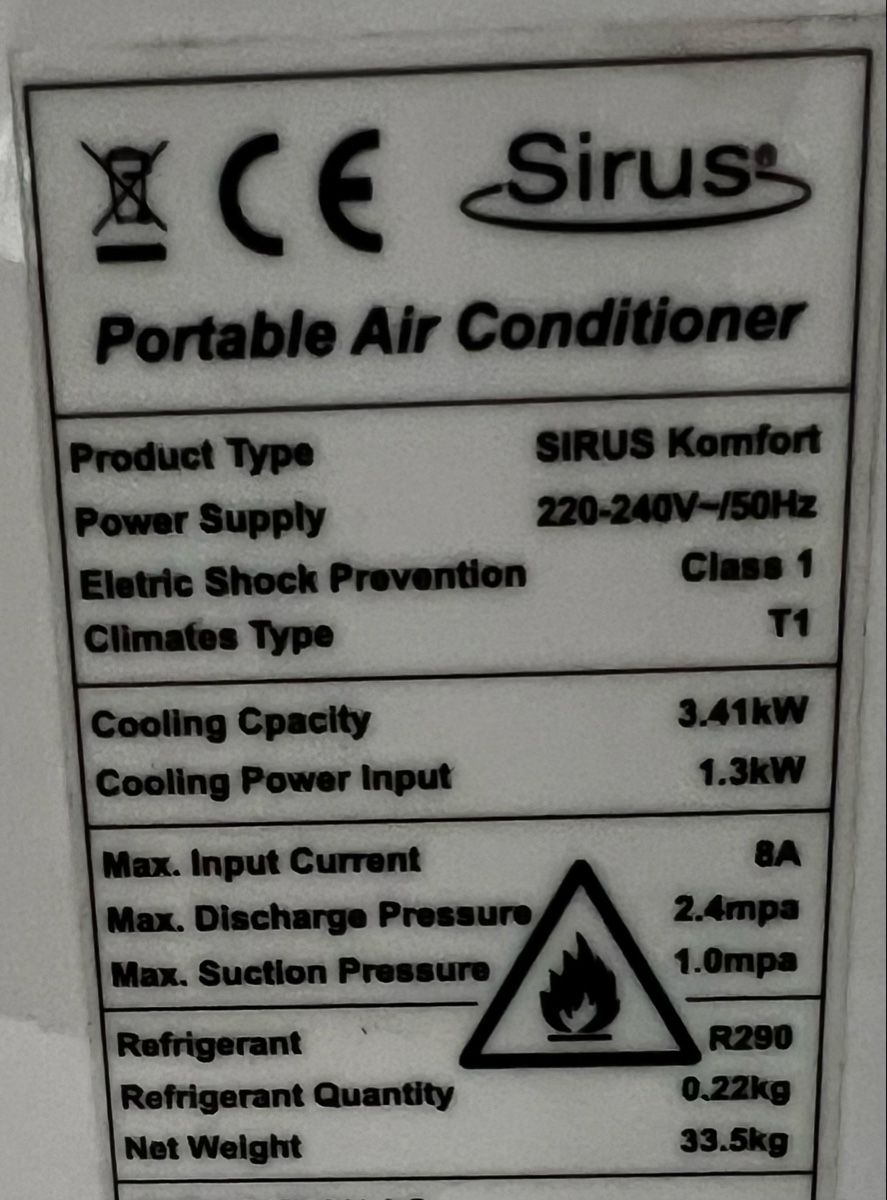 CE Sirus
Portable Air Conditioner
Product Type SIRUS Komfort
Power Supply 220-240V~/50Hz
Eletric Shock Prevention Class 1
Climates Type T1
Cooling Cpacity 3.41kW
Cooling Power Input 1.3kW
Max. Input Current 8A
Max. Discharge Pressure 2.4mpa
Max. Suction Pressure 1.0mpa
Refrigerant R290
Refrigerant Quantity 0.22kg
Net Weight 33.5kg